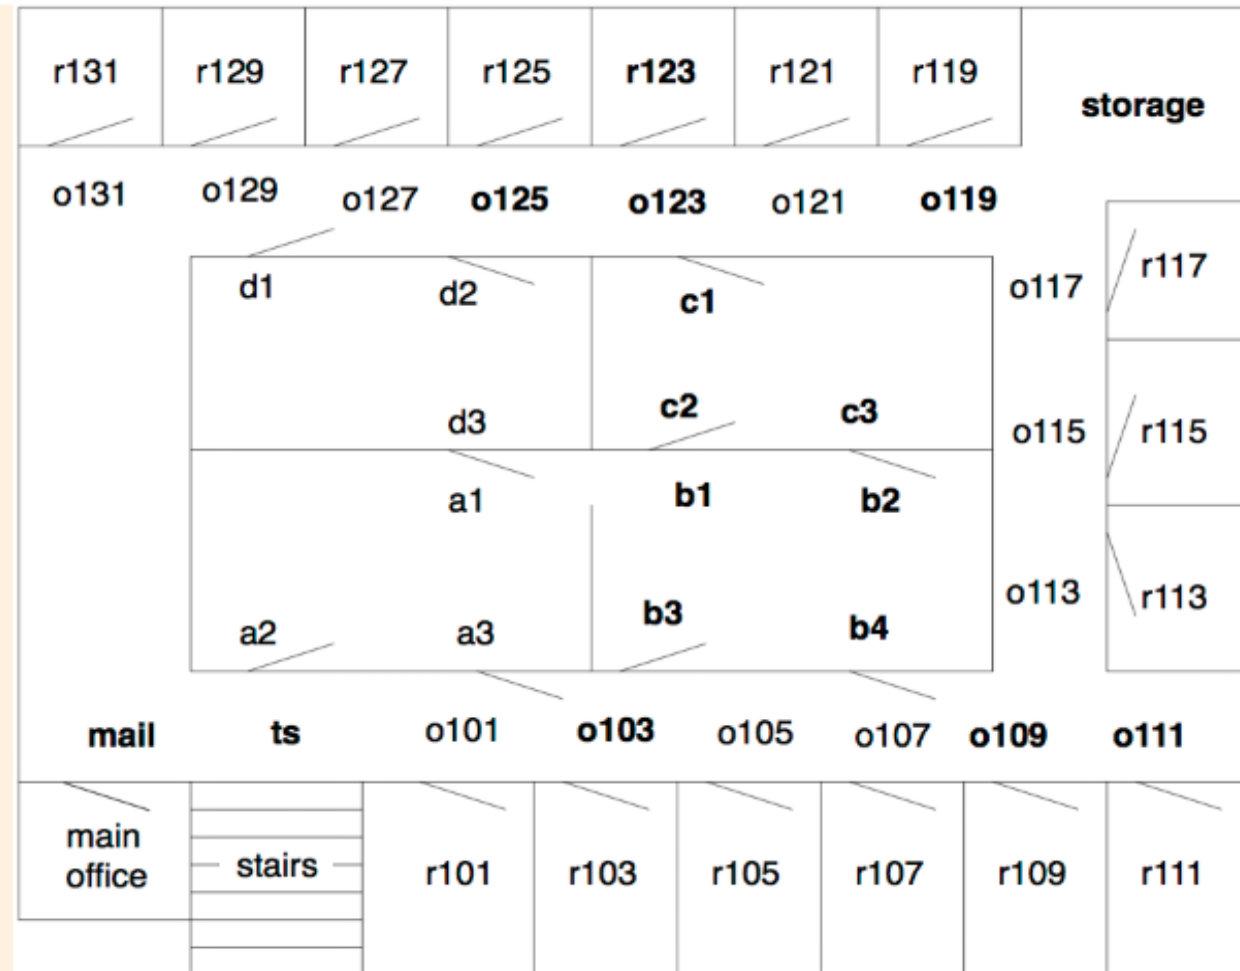 r131 r129 r127 r125 r123 r121 r119
storage
o131 o129 o127 o125 o123 o121 o119
r117
d1 d2 c1 o117
c2 c3
d3 o115 r115
a1 b1 b2
o113 r113
a2 a3 b3 b4
mail ts o101 o103 o105 o107 o109 o111
main
office stairs r101 r103 r105 r107 r109 r111